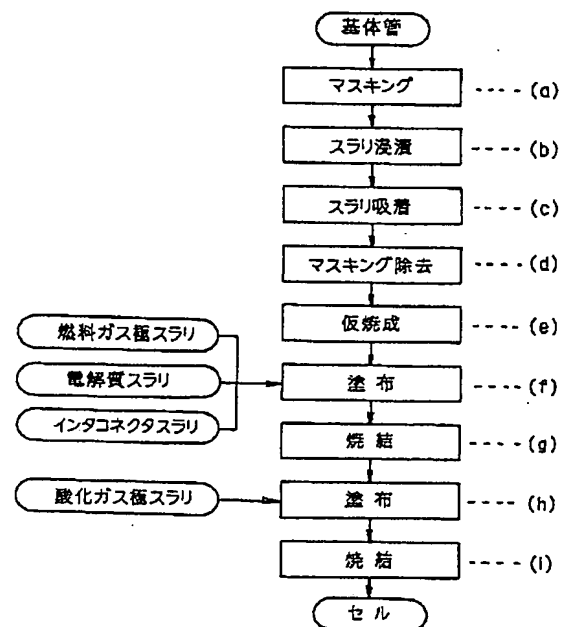 基体管
マスキング ---- (a)
スラリ浸漬 ---- (b)
スラリ吸着 ---- (c)
マスキング除去 ---- (d)
仮焼成 ---- (e)
燃料ガス極スラリ
電解質スラリ
インタコネクタスラリ
塗布 ---- (f)
焼結 ---- (g)
酸化ガス極スラリ
塗布 ---- (h)
焼結 ---- (i)
セル